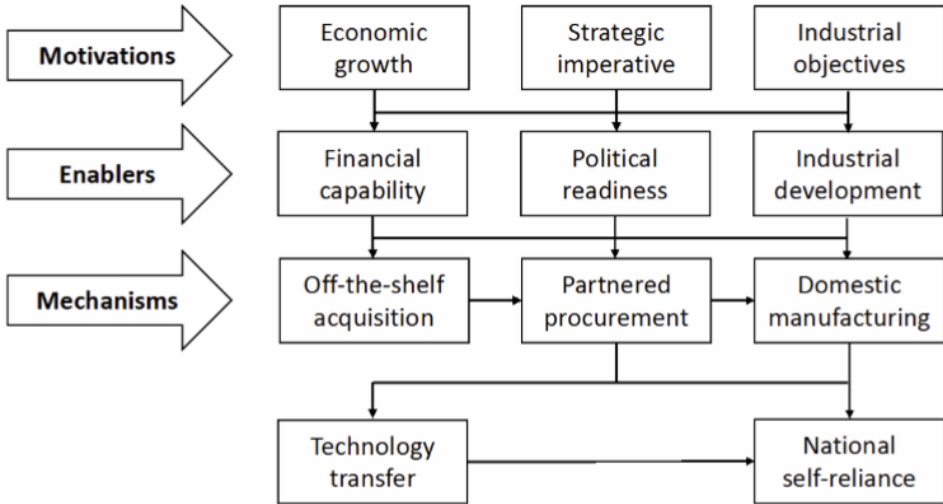 Motivations
Economic
growth
Strategic
imperative
Industrial
objectives
Enablers
Financial
capability
Political
readiness
Industrial
development
Mechanisms
Off-the-shelf
acquisition
Partnered
procurement
Domestic
manufacturing
Technology
transfer
National
self-reliance